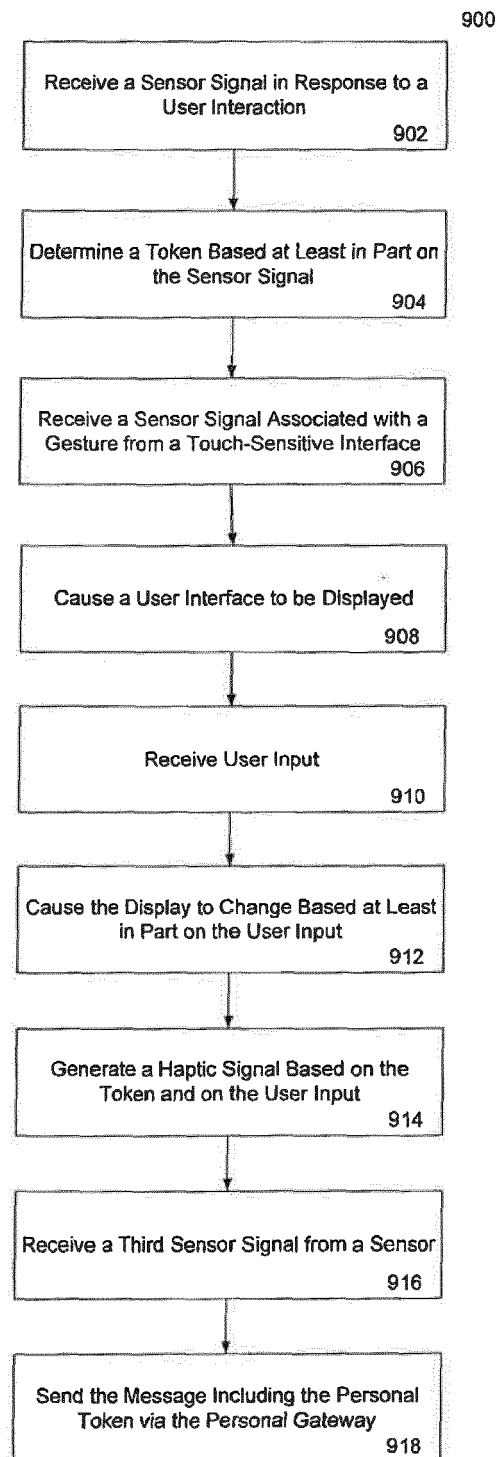 900
Receive a Sensor Signal in Response to a
User Interaction
902
Determine a Token Based at Least in Part on
the Sensor Signal
904
Receive a Sensor Signal Associated with a
Gesture from a Touch-Sensitive Interface
906
Cause a User Interface to be Displayed
908
Receive User Input
910
Cause the Display to Change Based at Least
in Part on the User Input
912
Generate a Haptic Signal Based on the
Token and on the User Input
914
Receive a Third Sensor Signal from a Sensor
916
Send the Message Including the Personal
Token via the Personal Gateway
918